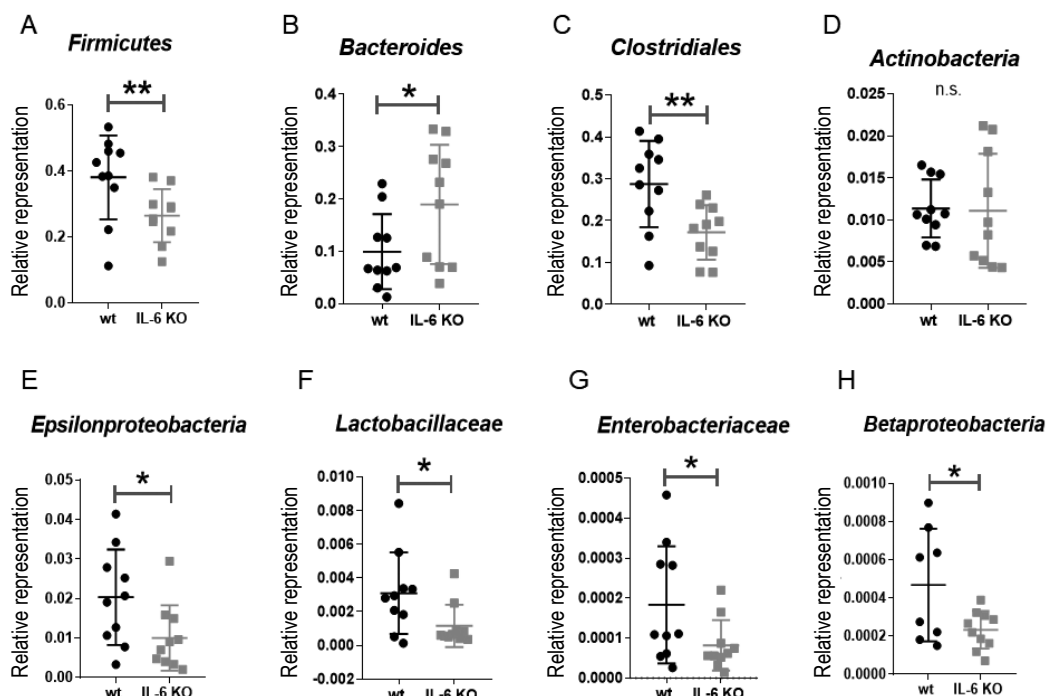 A
Firmicutes
**
Relative representation
0.6
0.4
0.2
0.0
wt IL-6 KO
B
Bacteroides
*
Relative representation
0.4
0.3
0.2
0.1
0.0
wt IL-6 KO
C
Clostridiales
**
Relative representation
0.5
0.4
0.3
0.2
0.1
0.0
wt IL-6 KO
D
Actinobacteria
n.s.
Relative representation
0.025
0.020
0.015
0.010
0.005
0.000
wt IL-6 KO
E
Epsilonproteobacteria
*
Relative representation
0.05
0.04
0.03
0.02
0.01
0.00
wt IL-6 KO
F
Lactobacillaceae
*
Relative representation
0.010
0.008
0.006
0.004
0.002
0.000
-0.002
wt IL-6 KO
G
Enterobacteriaceae
*
Relative representation
0.0005
0.0004
0.0003
0.0002
0.0001
0.0000
wt IL-6 KO
H
Betaproteobacteria
*
Relative representation
0.0010
0.0008
0.0006
0.0004
0.0002
0.0000
wt IL-6 KO